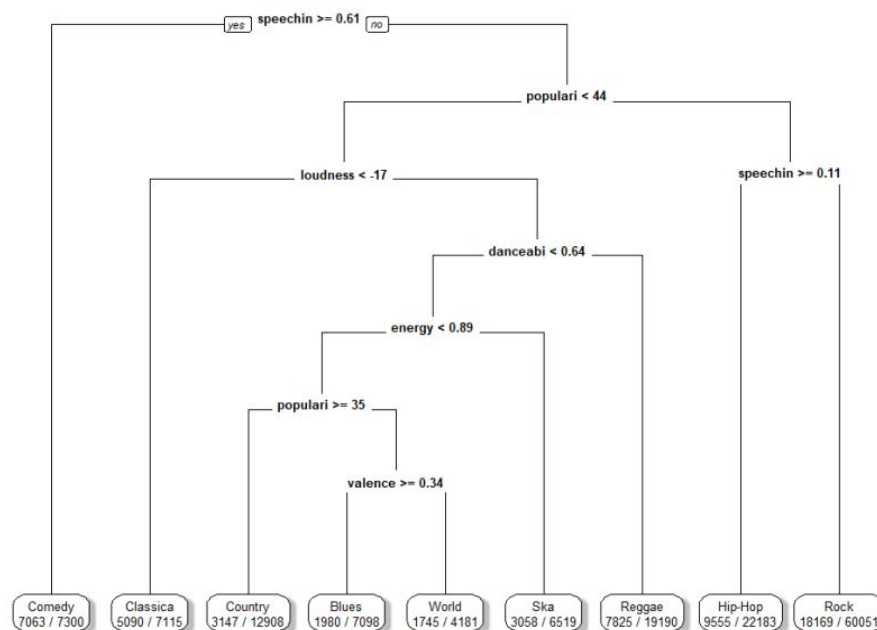 speechin >= 0.61
yes
no
populari < 44
loudness < -17
speechin >= 0.11
danceabi < 0.64
energy < 0.89
populari >= 35
valence >= 0.34
Comedy
7063 / 7300
Classica
5090 / 7115
Country
3147 / 12908
Blues
1980 / 7098
World
1745 / 4181
Ska
3058 / 6519
Reggae
7825 / 19190
Hip-Hop
9555 / 22183
Rock
18169 / 60051